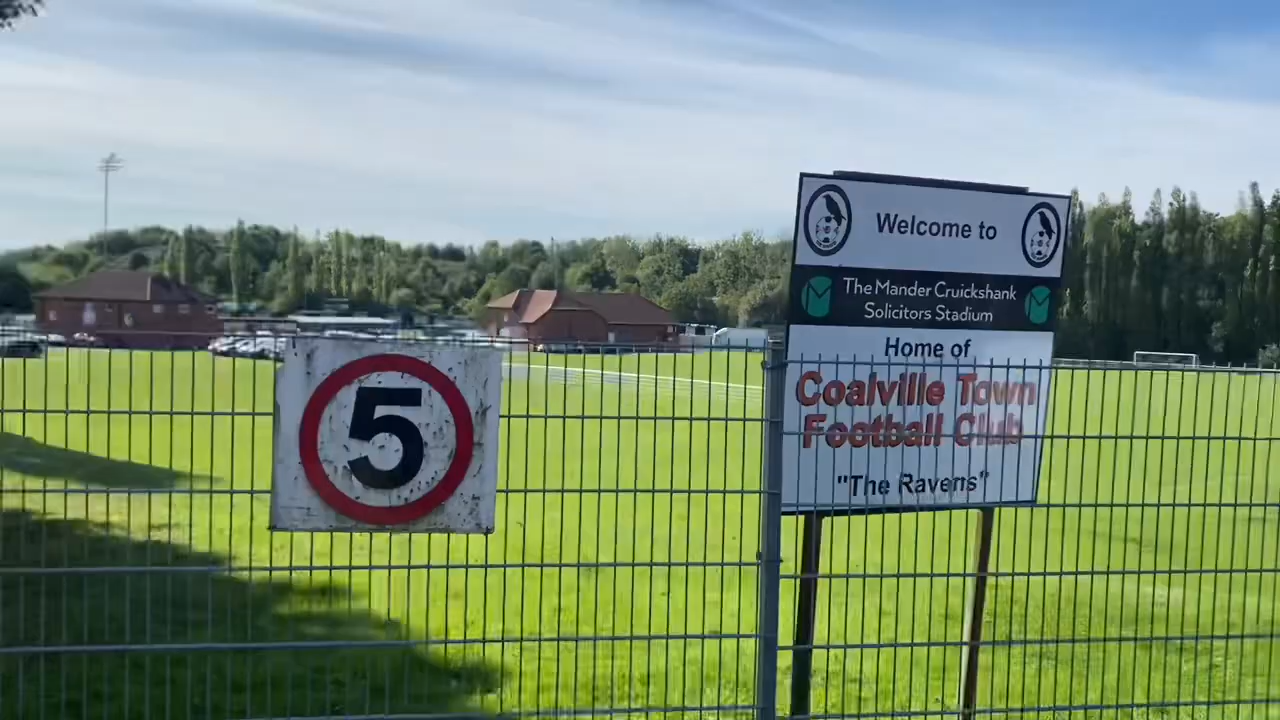 5
Welcome to
The Mander Cruickshank
Solicitors Stadium
Home of
Coalville Town
Football Club
"The Ravens"